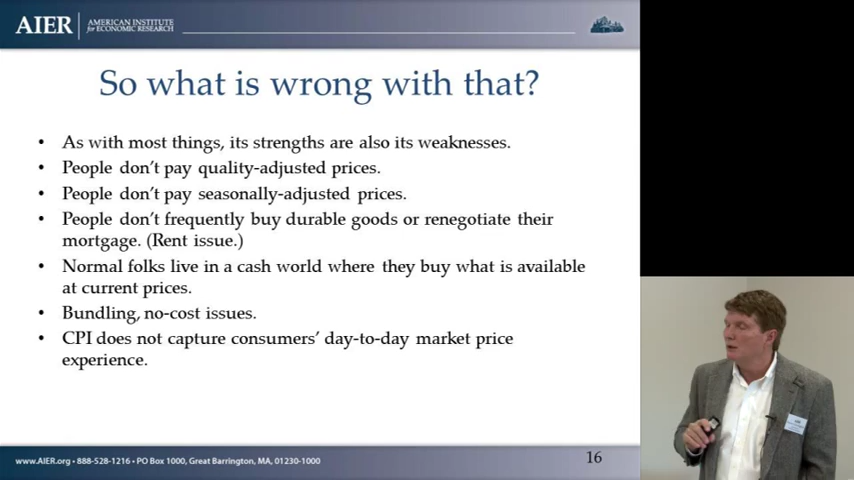 AIER
AMERICAN INSTITUTE
for ECONOMIC RESEARCH
So what is wrong with that?
• As with most things, its strengths are also its weaknesses.
• People don't pay quality-adjusted prices.
• People don't pay seasonally-adjusted prices.
• People don't frequently buy durable goods or renegotiate their
mortgage. (Rent issue.)
• Normal folks live in a cash world where they buy what is available
at current prices.
• Bundling, no-cost issues.
• CPI does not capture consumers' day-to-day market price
experience.
www.AIER.org • 888-528-1216 • PO Box 1000, Great Barrington, MA, 01230-1000
16